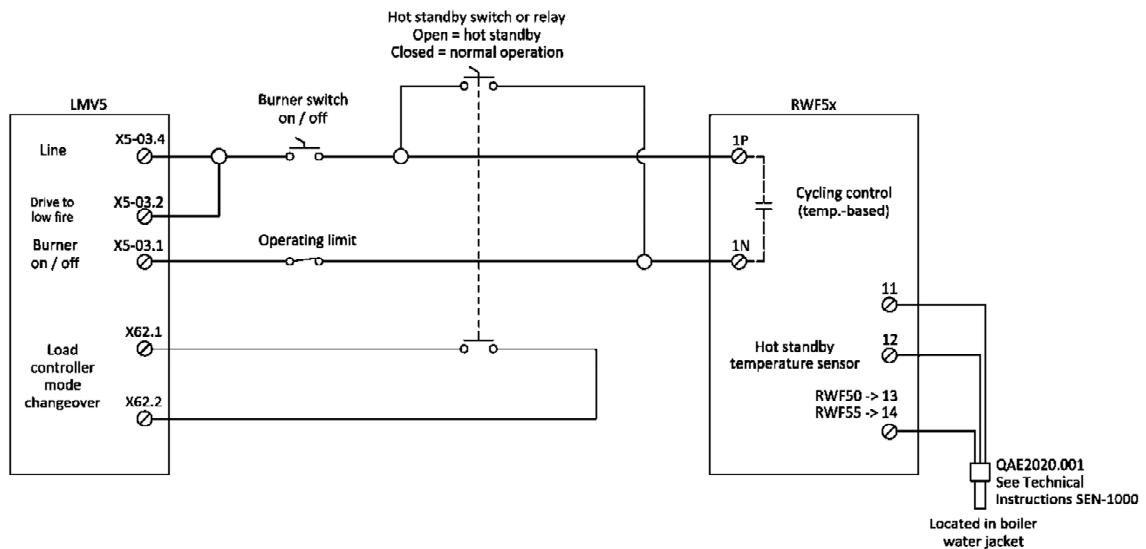 Hot standby switch or relay
Open = hot standby
Closed = normal operation
LMV5
Burner switch
on / off
RWF5x
Line
X5-03.4
1P
Drive to
low fire
X5-03.2
Cycling control
(temp.-based)
Burner
on / off
X5-03.1
Operating limit
1N
11
X62.1
12
Load
controller
mode
changeover
Hot standby
temperature sensor
X62.2
RWF50 -> 13
RWF55 -> 14
QAE2020.001
See Technical
Instructions SEN-1000
Located in boiler
water jacket